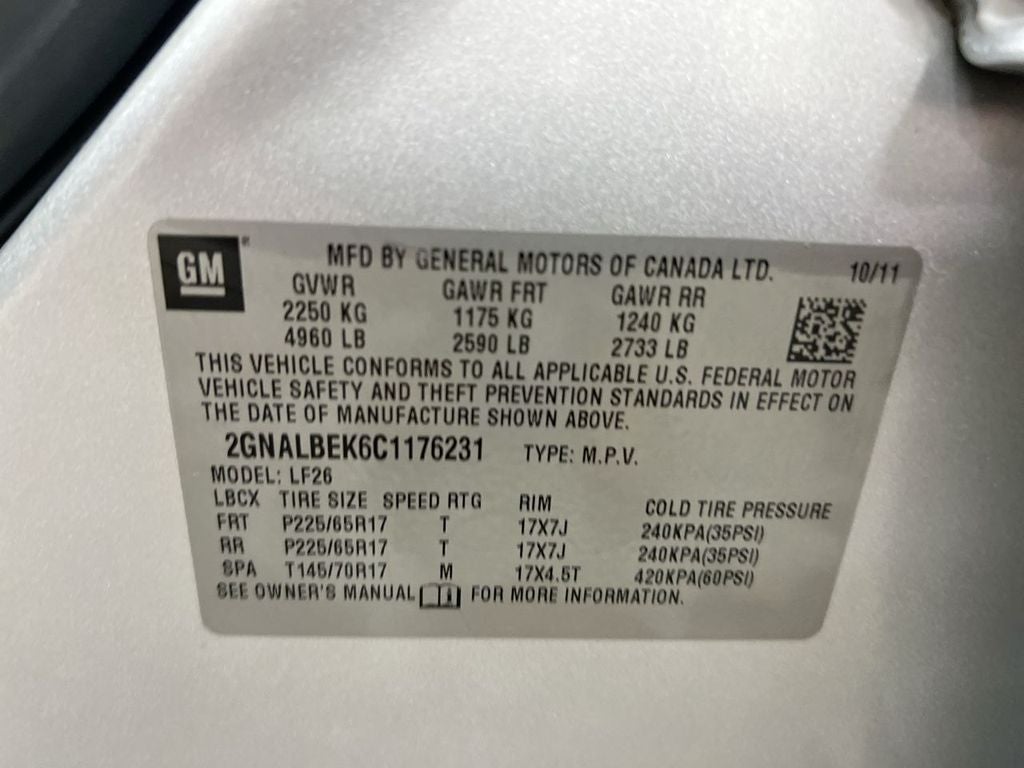 GM
MFD BY GENERAL MOTORS OF CANADA LTD. 10/11
GVWR GAWR FRT GAWR RR
2250 KG 1175 KG 1240 KG
4960 LB 2590 LB 2733 LB
THIS VEHICLE CONFORMS TO ALL APPLICABLE U.S. FEDERAL MOTOR
VEHICLE SAFETY AND THEFT PREVENTION STANDARDS IN EFFECT ON
THE DATE OF MANUFACTURE SHOWN ABOVE.
2GNALBEK6C1176231 TYPE: M.P.V.
MODEL: LF26
LBCX TIRE SIZE SPEED RTG RIM COLD TIRE PRESSURE
FRT P225/65R17 T 17X7J 240KPA(35PSI)
RR P225/65R17 T 17X7J 240KPA(35PSI)
SPA T145/70R17 M 17X4.5T 420KPA(60PSI)
SEE OWNER'S MANUAL FOR MORE INFORMATION.